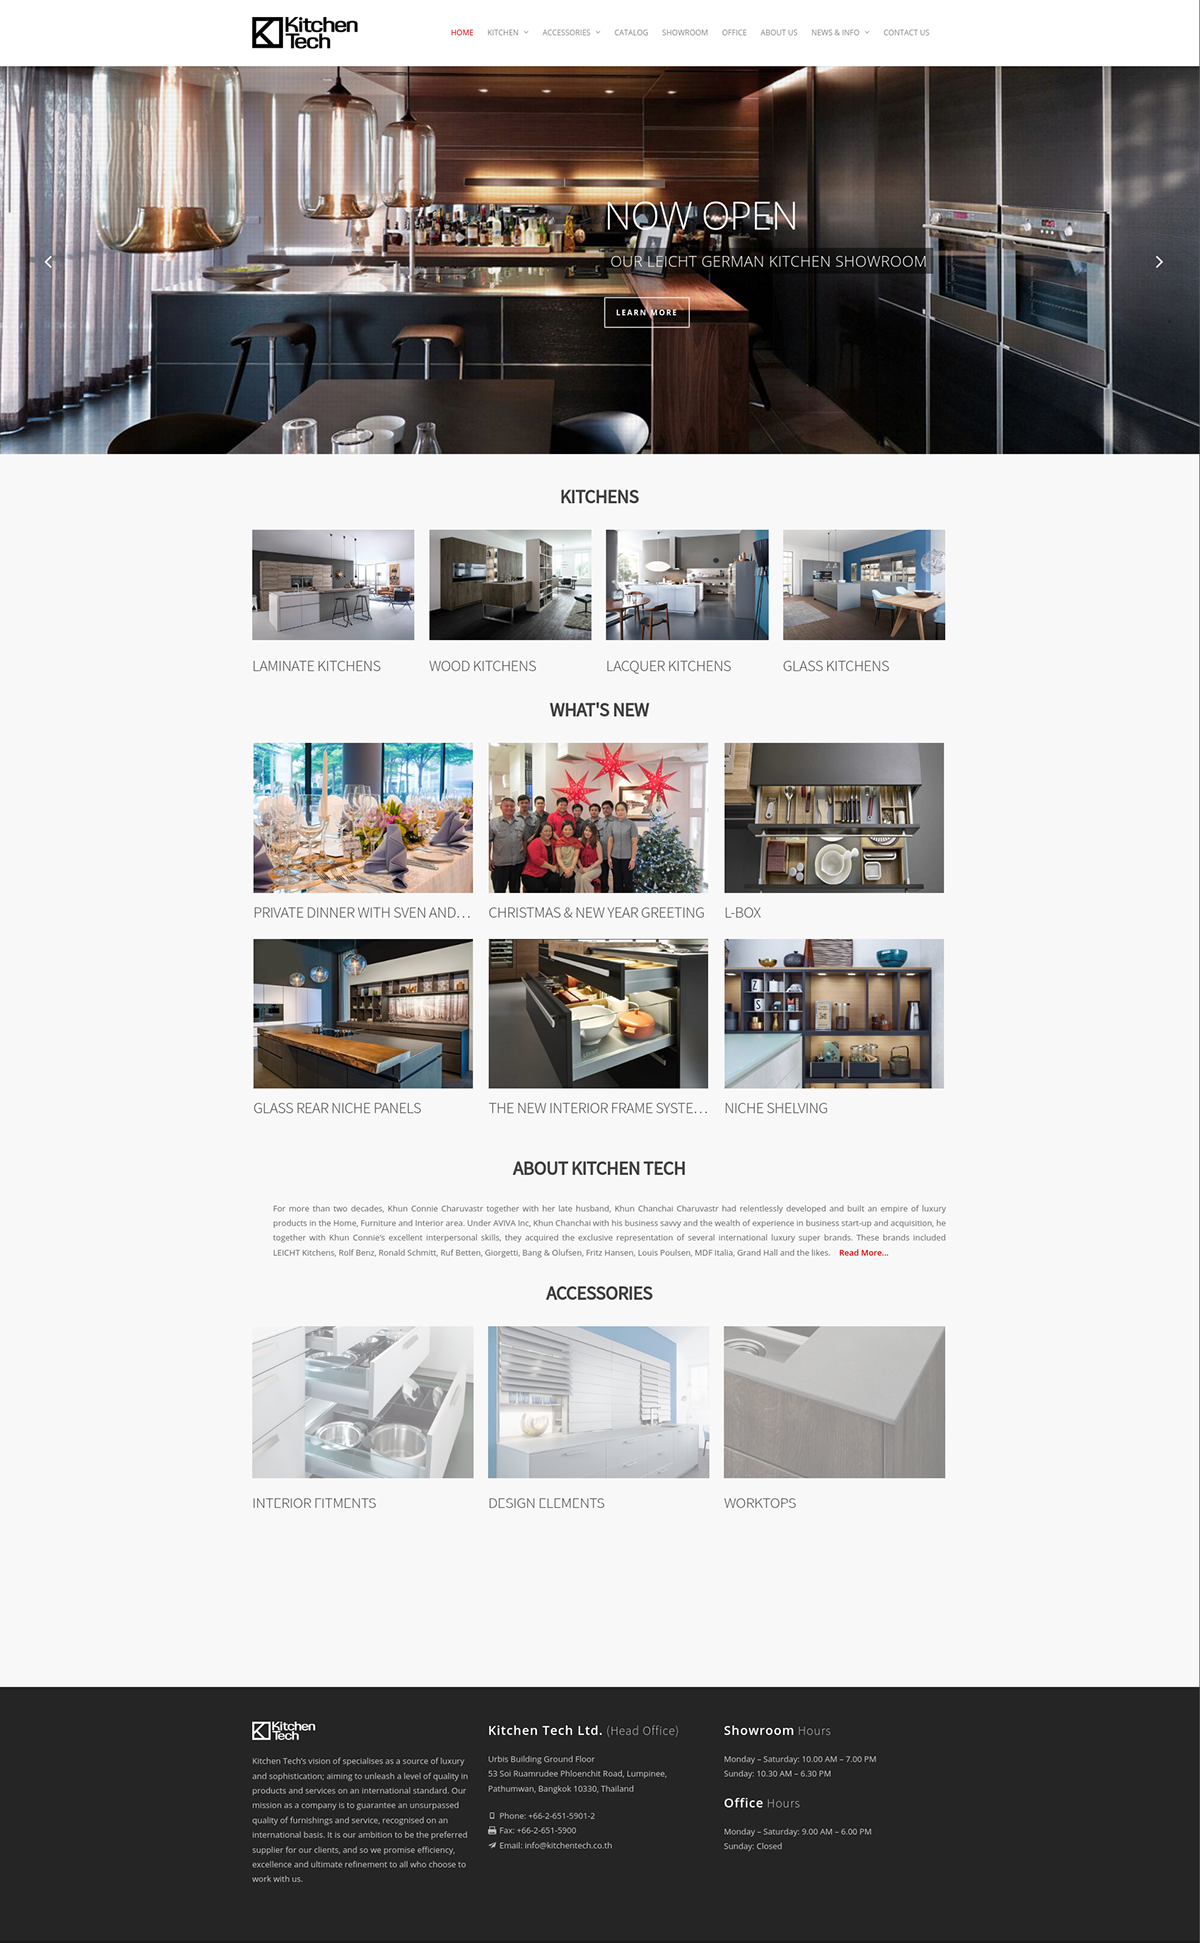 Kitchen
Tech
HOME KITCHEN ACCESSORIES CATALOG SHOWROOM OFFICE ABOUT US NEWS & INFO CONTACT US
NOW OPEN
OUR LEICHT GERMAN KITCHEN SHOWROOM
LEARN MORE
KITCHENS
LAMINATE KITCHENS
WOOD KITCHENS
LACQUER KITCHENS
GLASS KITCHENS
WHAT'S NEW
PRIVATE DINNER WITH SVEN AND...
CHRISTMAS & NEW YEAR GREETING
L-BOX
Z
S
GLASS REAR NICHE PANELS
THE NEW INTERIOR FRAME SYSTE...
NICHE SHELVING
ABOUT KITCHEN TECH
For more than two decades, Khun Connie Charuvastr together with her late husband, Khun Chanchai Charuvastr had relentlessly developed and built an empire of luxury
products in the Home, Furniture and Interior area. Under AVIVA Inc, Khun Chanchai with his business savvy and the wealth of experience in business start-up and acquisition, he
together with Khun Connie's excellent interpersonal skills, they acquired the exclusive representation of several international luxury super brands. These brands included
LEICHT Kitchens, Rolf Benz, Ronald Schmitt, Ruf Betten, Giorgetti, Bang & Olufsen, Fritz Hansen, Louis Poulsen, MDF Italia, Grand Hall and the likes. Read More...
ACCESSORIES
INTERIOR FITMENTS
DESIGN ELEMENTS
WORKTOPS
Kitchen
Tech
Kitchen Tech's vision of specialises as a source of luxury
and sophistication; aiming to unleash a level of quality in
products and services on an international standard. Our
mission as a company is to guarantee an unsurpassed
quality of furnishings and service, recognised on an
international basis. It is our ambition to be the preferred
supplier for our clients, and so we promise efficiency,
excellence and ultimate refinement to all who choose to
work with us.
Kitchen Tech Ltd. (Head Office)
Urbis Building Ground Floor
53 Soi Ruamrudee Phloenchit Road, Lumpinee,
Pathumwan, Bangkok 10330, Thailand
Phone: +66-2-651-5901-2
Fax: +66-2-651-5900
Email: info@kitchentech.co.th
Showroom Hours
Monday – Saturday: 10.00 AM – 7.00 PM
Sunday: 10.30 AM – 6.30 PM
Office Hours
Monday – Saturday: 9.00 AM – 6.00 PM
Sunday: Closed